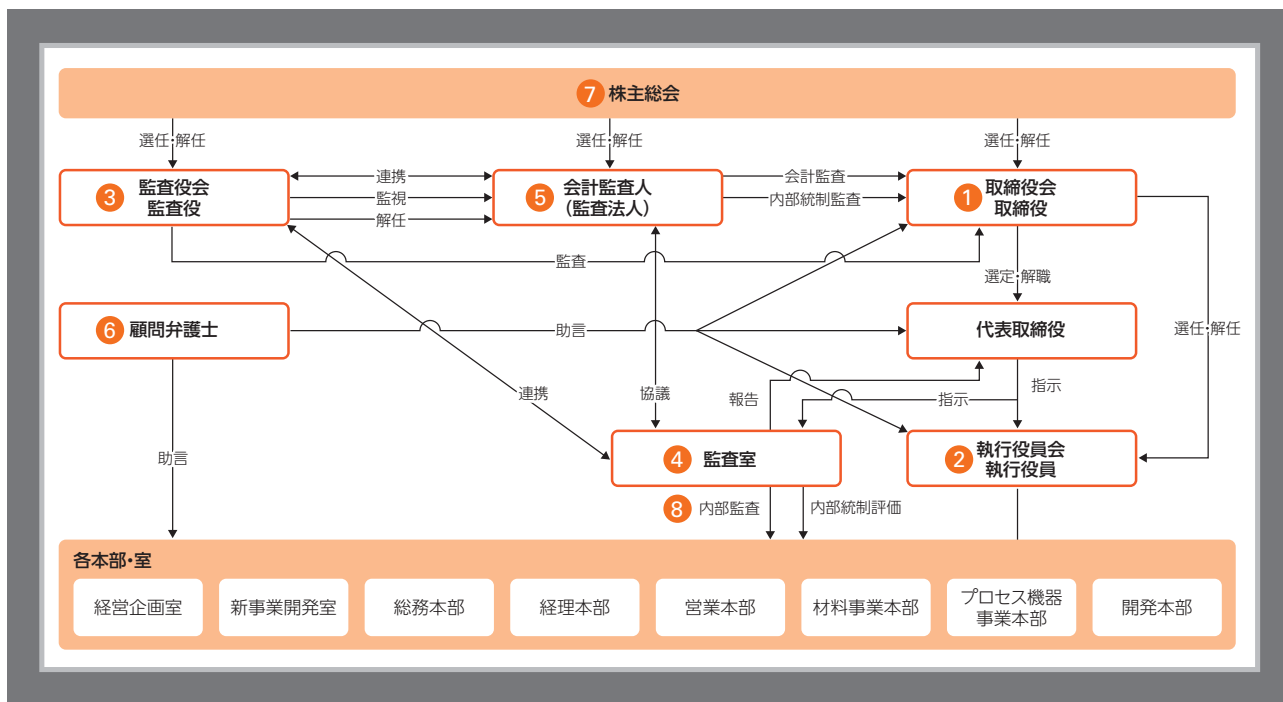 7 株主総会
選任・解任
選任・解任
選任・解任
3 監査役会
監査役
連携
監視
解任
5 会計監査人
(監査法人)
会計監査
内部統制監査
1 取締役会
取締役
監査
選定・解職
6 顧問弁護士
助言
代表取締役
選任・解任
連携
協議
報告
指示
指示
助言
4 監査室
2 執行役員会
執行役員
8 内部監査
内部統制評価
各本部・室
経営企画室
新事業開発室
総務本部
経理本部
営業本部
材料事業本部
プロセス機器
事業本部
開発本部